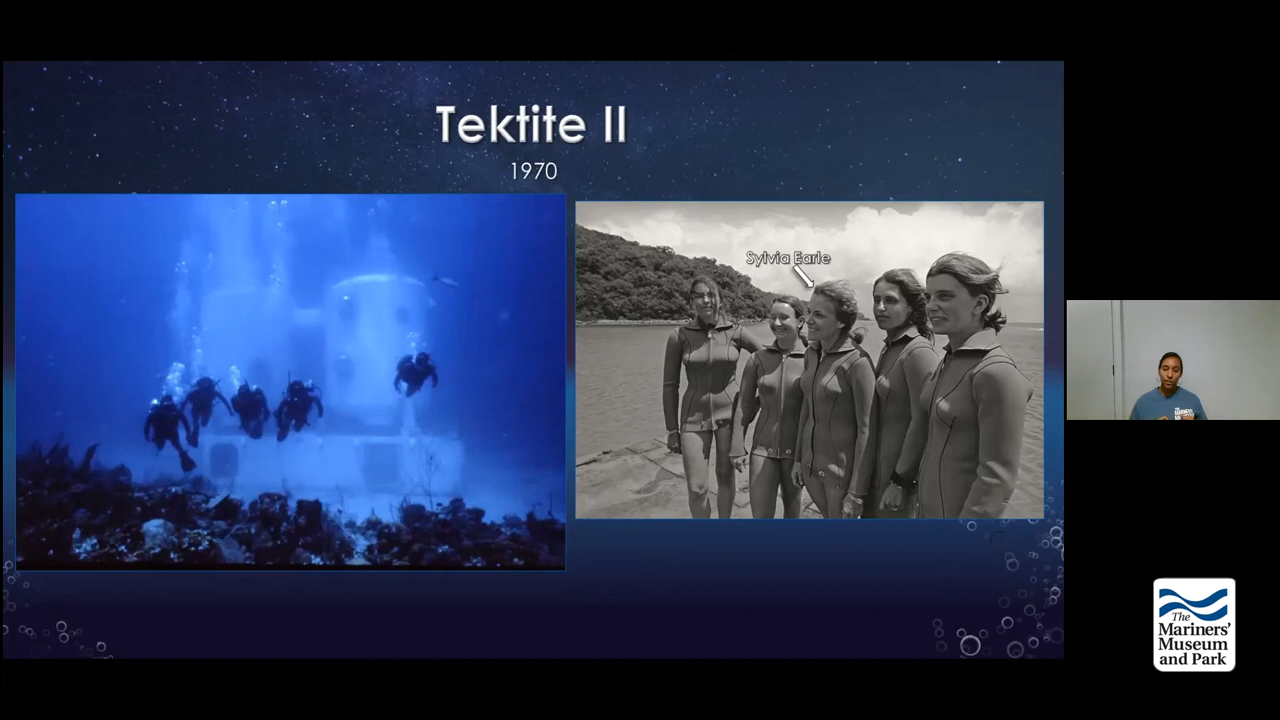 Tektite II
1970
Sylvia Earle
The
Mariners'
Museum
and Park